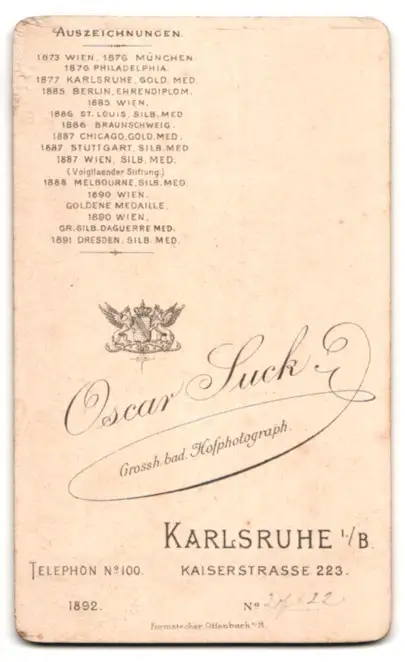 AUSZEICHNUNGEN.
1873 WIEN, 1876 MÜNCHEN
1876 PHILADELPHIA.
1877 KARLSRUHE, GOLD. MED.
1885 BERLIN, EHRENDIPLOM.
1885 WIEN,
1886 ST. LOUIS, SILB. MED
1886 BRAUNSCHWEIG.
1887 CHICAGO, GOLD. MED.
1887 STUTTGART, SILB. MED
1887 WIEN, SILB. MED.
(Voigtlaender Stiftung.)
1888 MELBOURNE, SILB. MED.
1890 WIEN.
GOLDENE MEDAILLE.
1890 WIEN,
GR. SILB. DAGUERRE MED.
1891 DRESDEN, SILB. MED.
Oscar Suck
Grossh. bad. Hofphotograph.
KARLSRUHE i./B.
TELEPHON No 100. KAISERSTRASSE 223.
1892. No
Formstecher, Offenbach a/M.